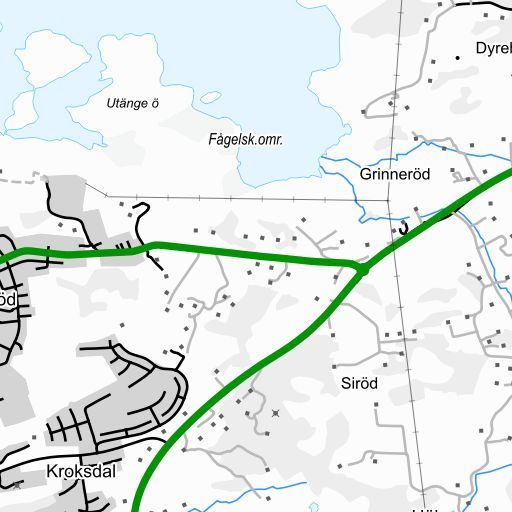 Dyreh
Utänge ö
Fågelsk.omr.
Grinneröd
öd
Siröd
Kroksdal